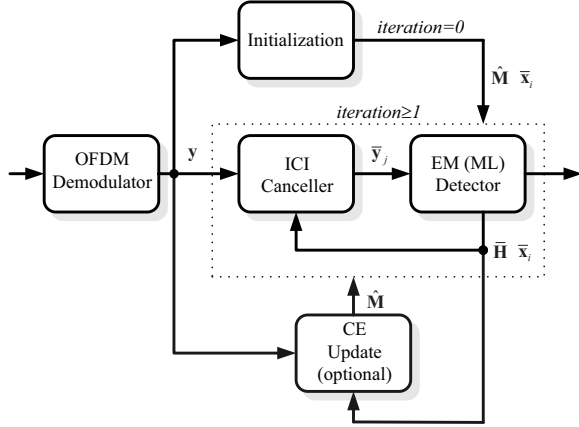 Initialization
iteration=0
M̂ x̄ᵢ
iteration≥1
OFDM
Demodulator
y
ICI
Canceller
ȳⱼ
EM (ML)
Detector
H̄ x̄ᵢ
M̂
CE
Update
(optional)